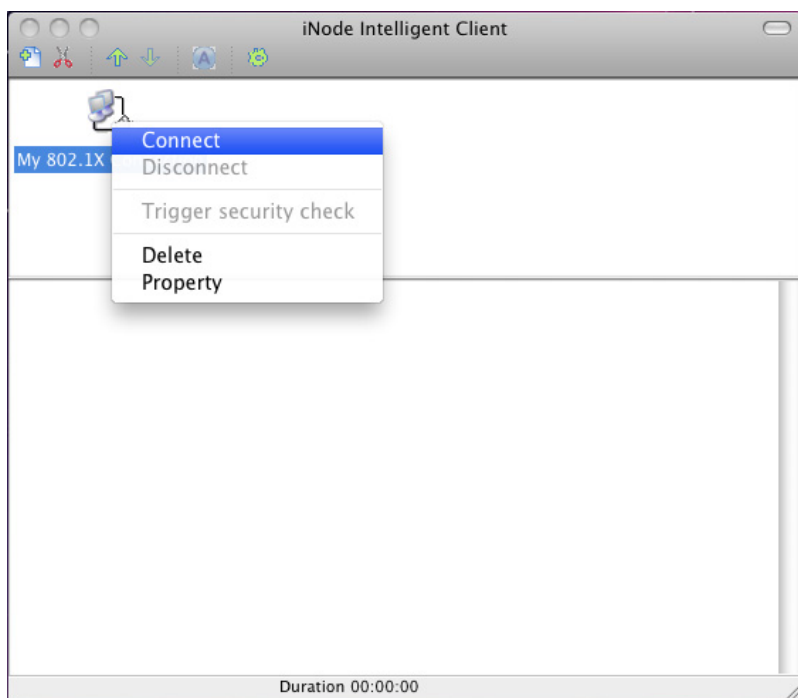 iNode Intelligent Client
My 802.1X
Connect
Disconnect
Trigger security check
Delete
Property
Duration 00:00:00